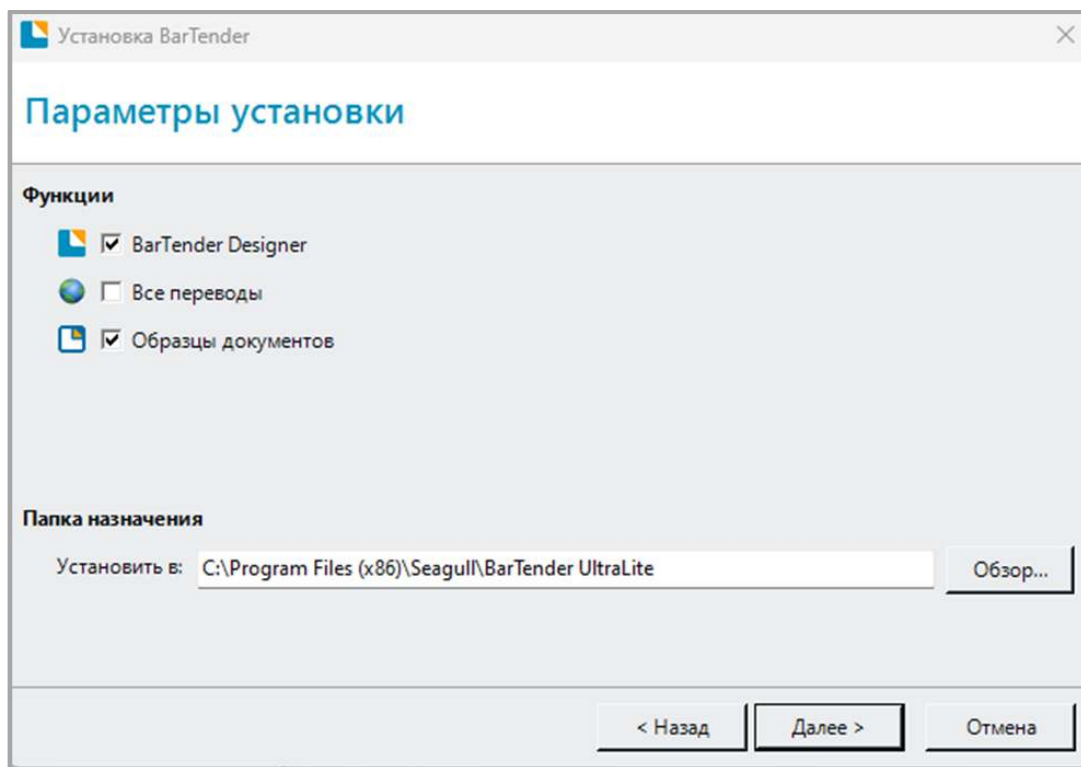 Установка BarTender
Параметры установки
Функции
BarTender Designer
Все переводы
Образцы документов
Папка назначения
Установить в: C:\Program Files (x86)\Seagull\BarTender UltraLite Обзор...
< Назад Далее > Отмена